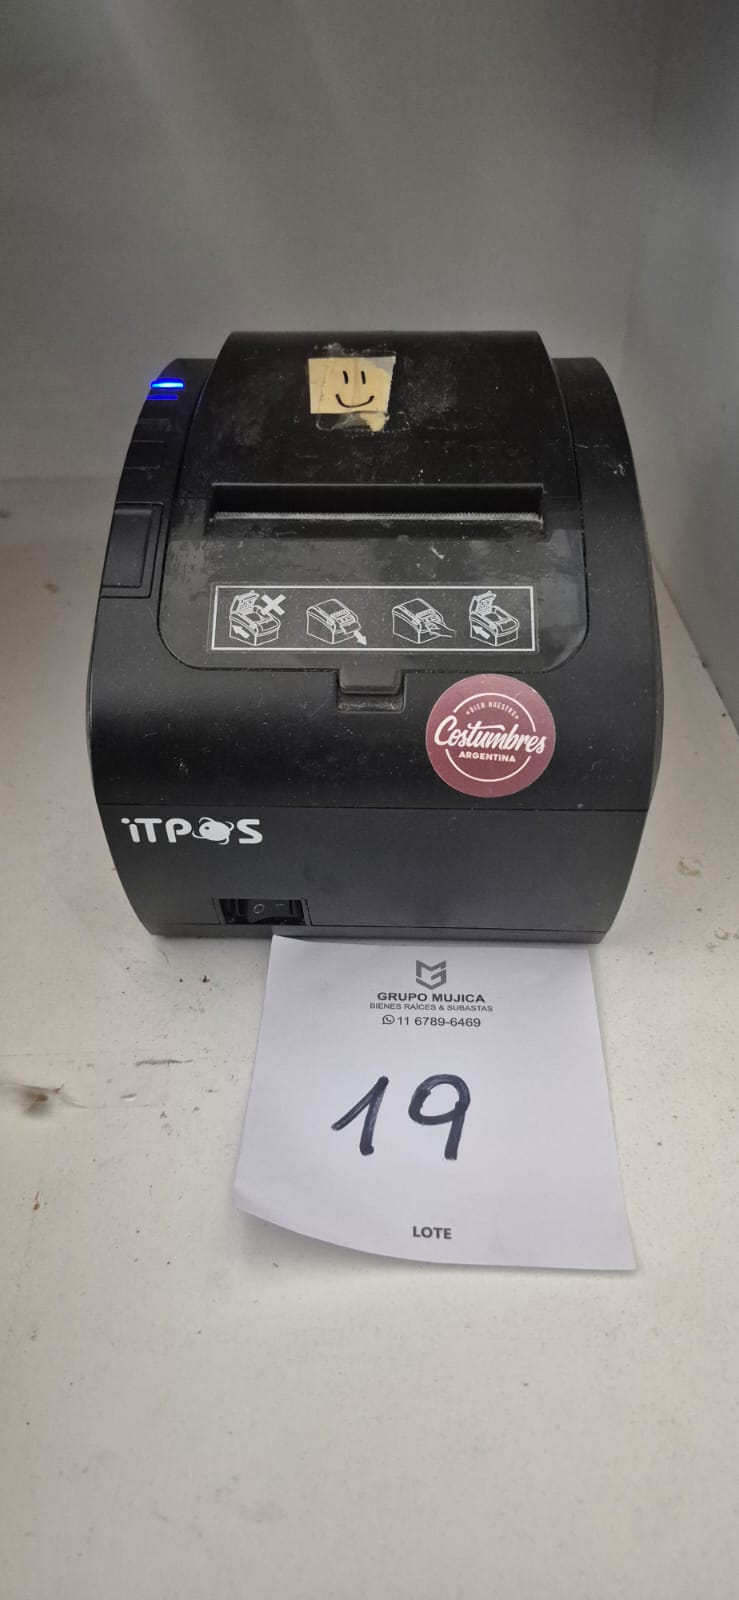 •BIEN NUESTRO•
Costumbres
ARGENTINA
iTPOS
GRUPO MUJICA
BIENES RAÍCES & SUBASTAS
11 6789-6469
19
LOTE